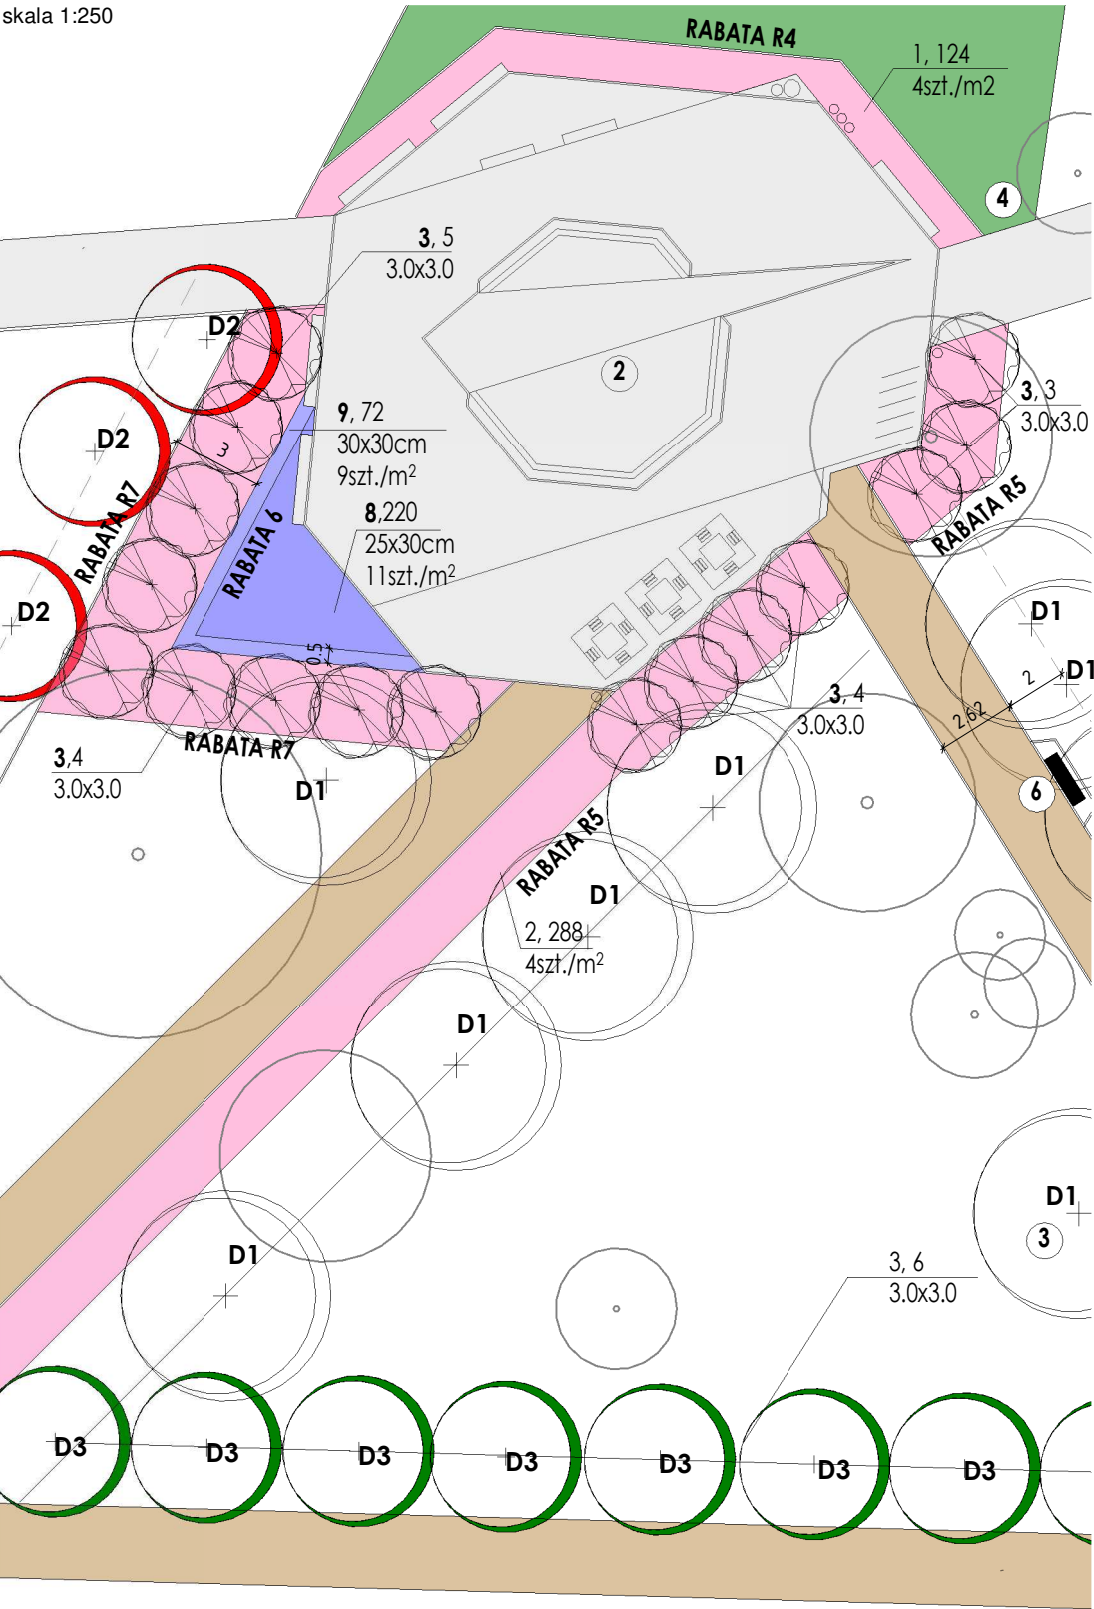 skala 1:250
RABATA R4
1, 124
4szt./m2
4
3, 5
3.0x3.0
D2
2
3, 3
3.0x3.0
9, 72
30x30cm
9szt./m²
D2
3
RABATA R7
RABATA R5
8,220
25x30cm
11szt./m²
RABATA 6
D2
D1
0.5
D1
2
2.62
3, 4
3.0x3.0
RABATA R7
3,4
3.0x3.0
D1
D1
6
RABATA R5
D1
2, 288
4szt./m²
D1
D1
3
D1
3, 6
3.0x3.0
D3
D3
D3
D3
D3
D3
D3